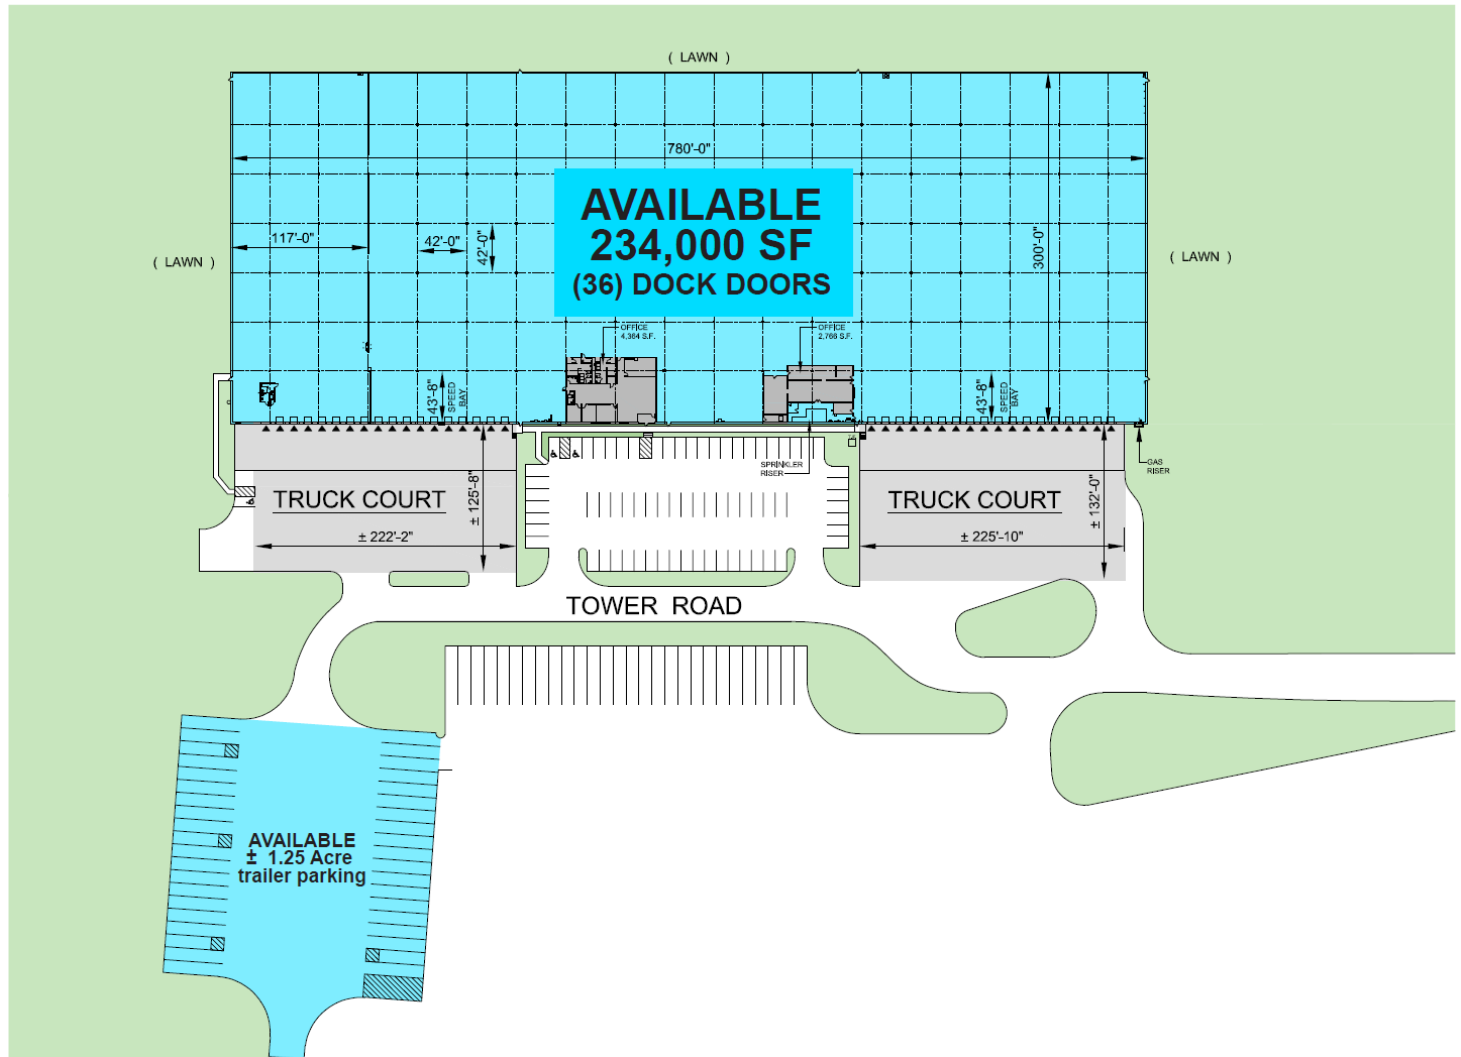 ( LAWN )
780'-0"
AVAILABLE
234,000 SF
(36) DOCK DOORS
117'-0"
42'-0"
42'-0"
300'-0"
( LAWN )
( LAWN )
OFFICE
4,364 S.F.
OFFICE
2,766 S.F.
43'-8"
SPEED
BAY
43'-8"
SPEED
BAY
SPRINKLER
RISER
GAS
RISER
TRUCK COURT
± 125'-8"
± 222'-2"
TRUCK COURT
± 132'-0"
± 225'-10"
TOWER ROAD
AVAILABLE
± 1.25 Acre
trailer parking